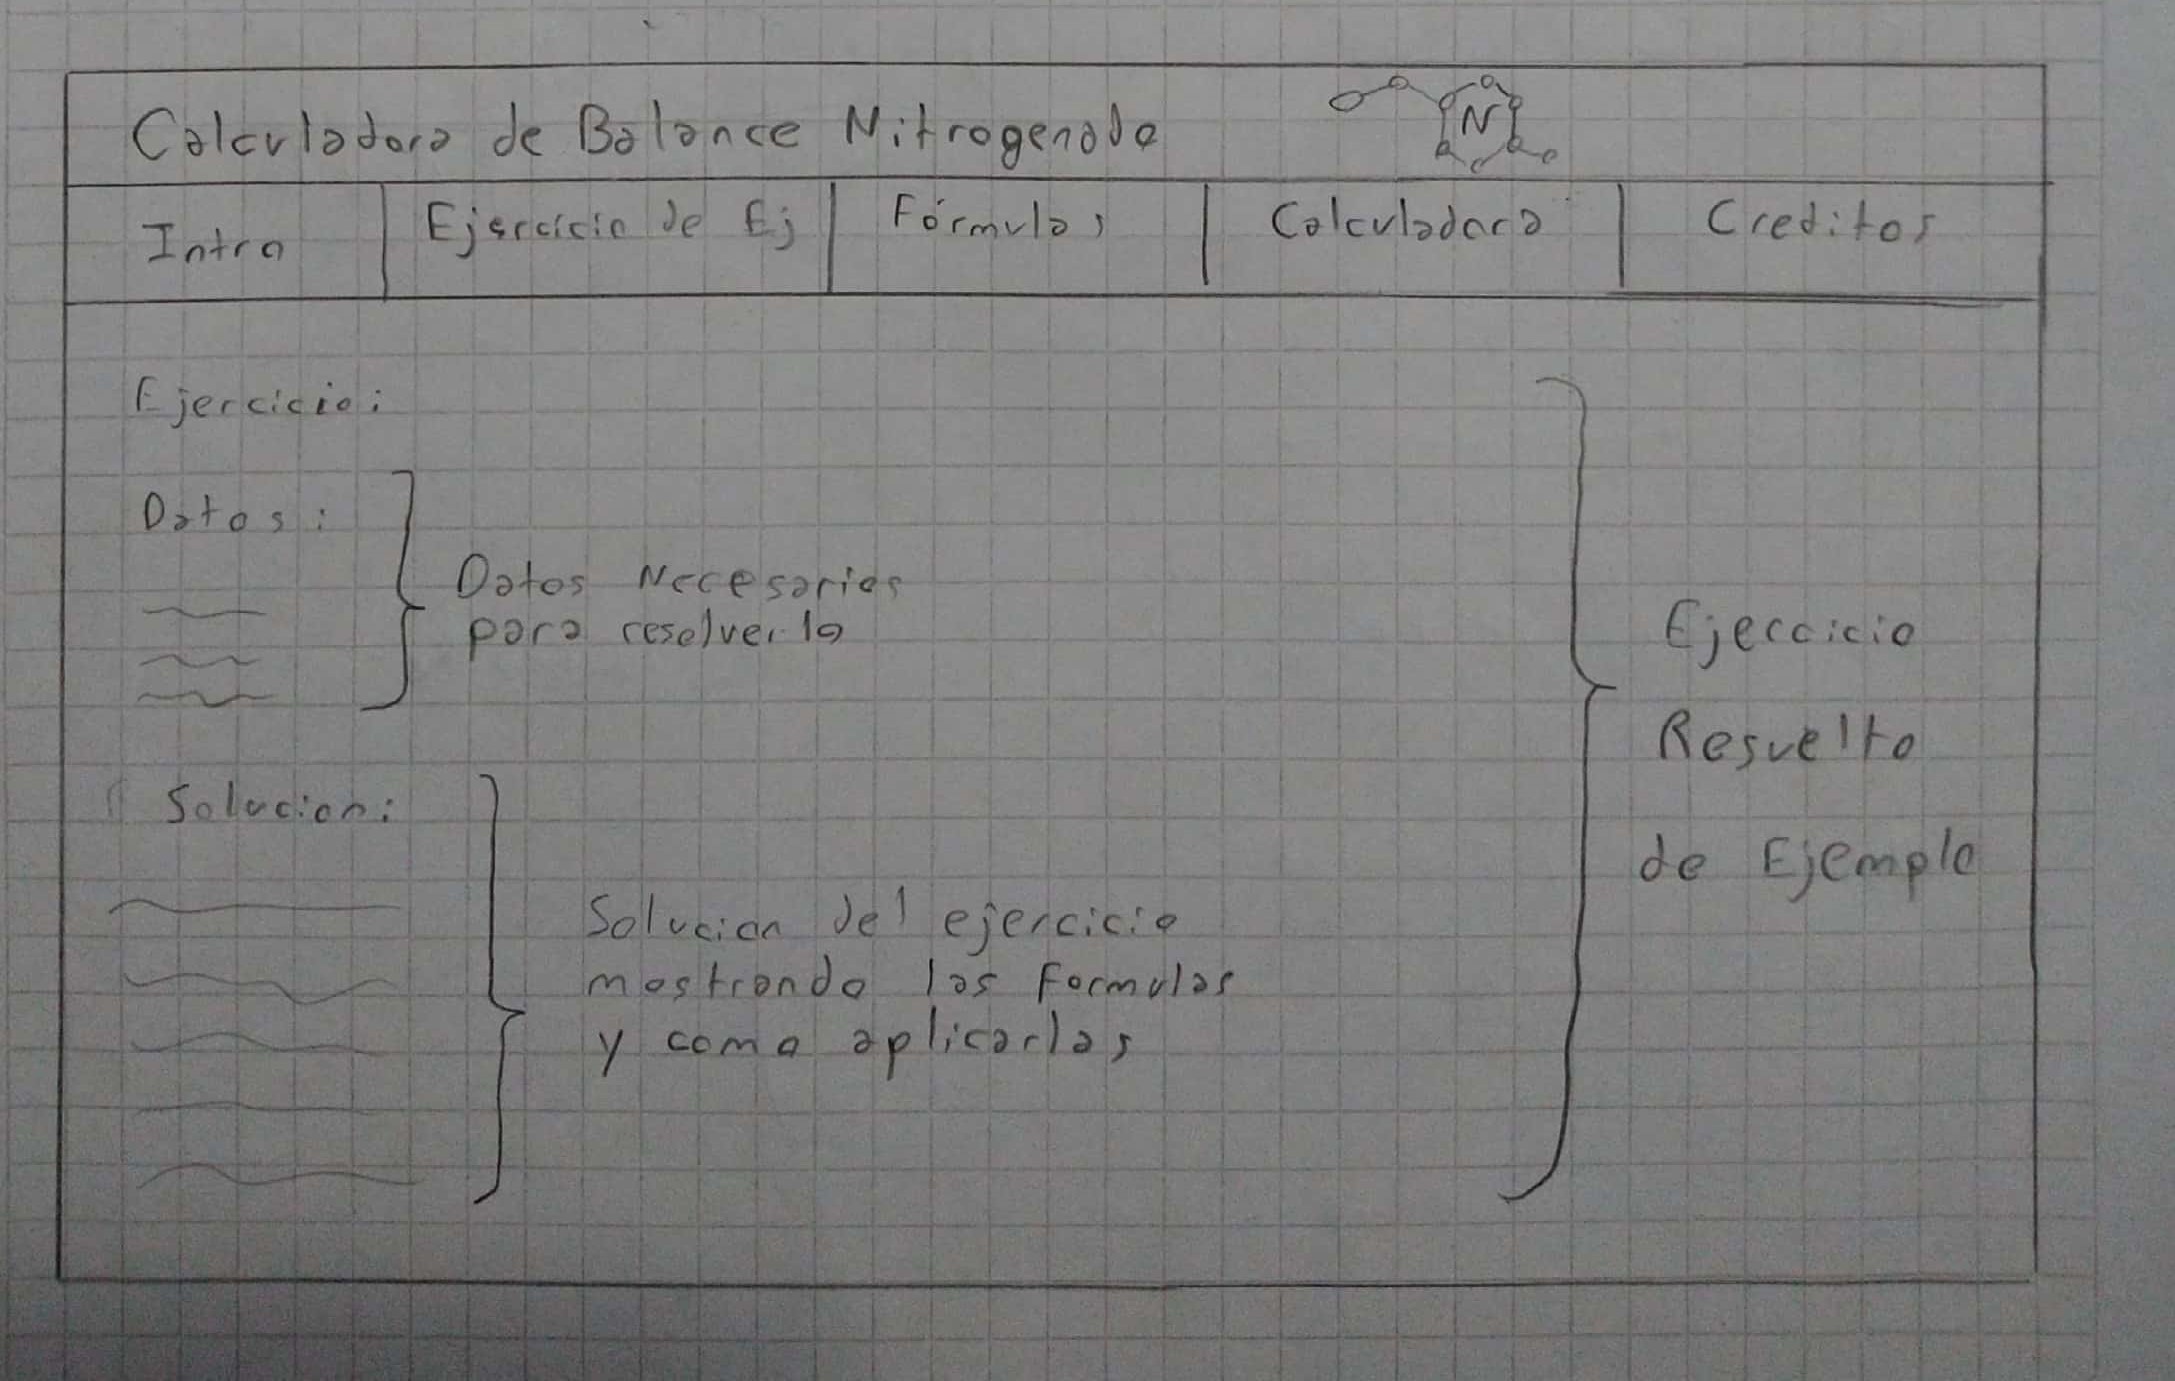 Calculadora de Balance Nitrogenado
N
Intro
Ejercicio de Ej
Fórmulas
Calculadora
Creditos
Ejercicio:
Datos:
Datos Necesarios
para resolverlo
Solucion:
Solucion del ejercicio
mostrando las formulas
y como aplicarlas
Ejercicio
Resuelto
de Ejemplo